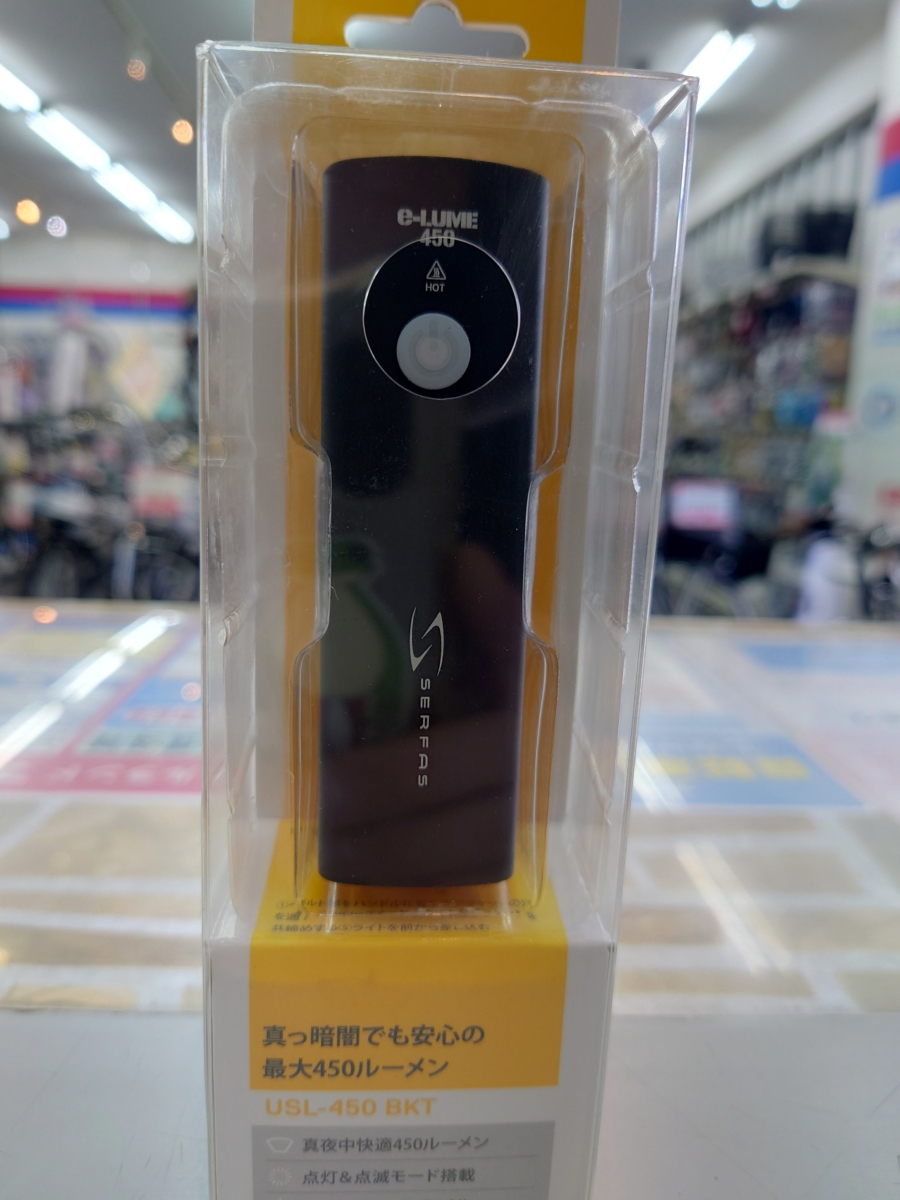 e-LUME
450
HOT
SERFAS
真っ暗闇でも安心の
最大450ルーメン
USL-450 BKT
真夜中快適450ルーメン
点灯&点滅モード搭載